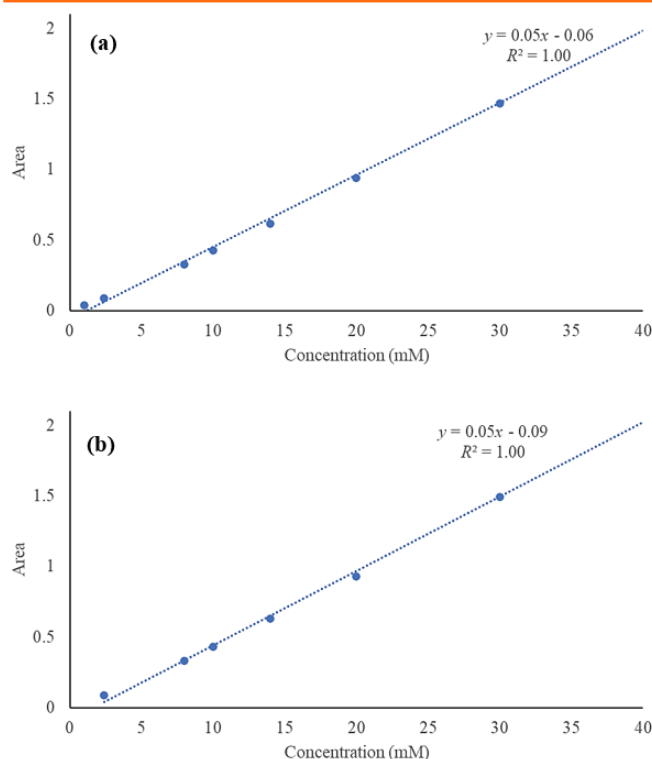 2
(a)
y = 0.05x - 0.06
R² = 1.00
1.5
Area
1
0.5
0
0 5 10 15 20 25 30 35 40
Concentration (mM)
2
(b)
y = 0.05x - 0.09
R² = 1.00
1.5
Area
1
0.5
0
0 5 10 15 20 25 30 35 40
Concentration (mM)